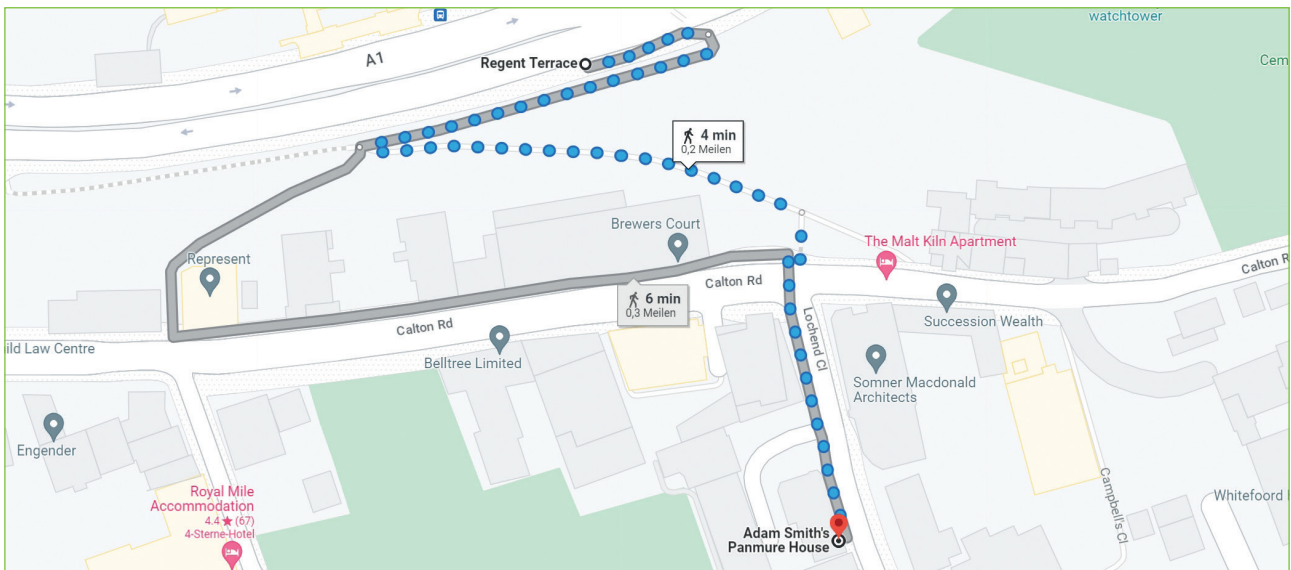 watchtower
A1
Regent Terrace
Cem
4 min
0,2 Meilen
Brewers Court
The Malt Kiln Apartment
Represent
Calton Rd
Calton R
6 min
0,3 Meilen
Calton Rd
Lochend Cl
Succession Wealth
ild Law Centre
Belltree Limited
Somner Macdonald
Architects
Engender
Campbell's Cl
Royal Mile
Accommodation
4.4 ★ (67)
4-Sterne-Hotel
Whitefoord
Adam Smith's
Panmure House